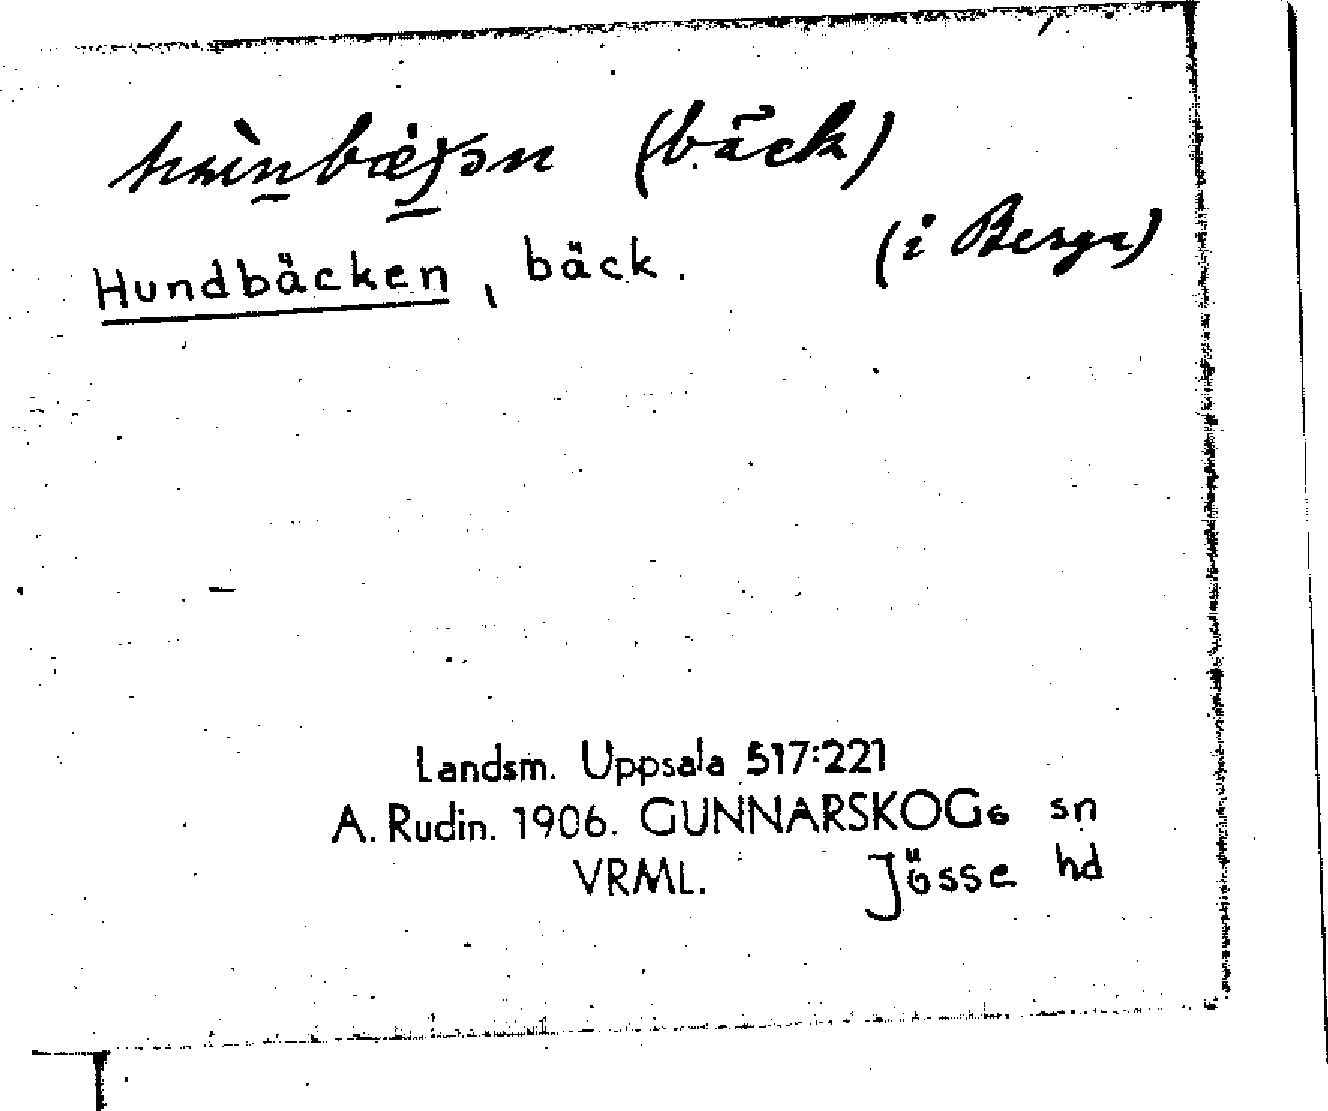 (bäck)
(i Berga)
Hundbäcken, bäck.
Landsm. Uppsala 517:221
A. Rudin. 1906. GUNNARSKOGs sn
VRML. Jösse hd